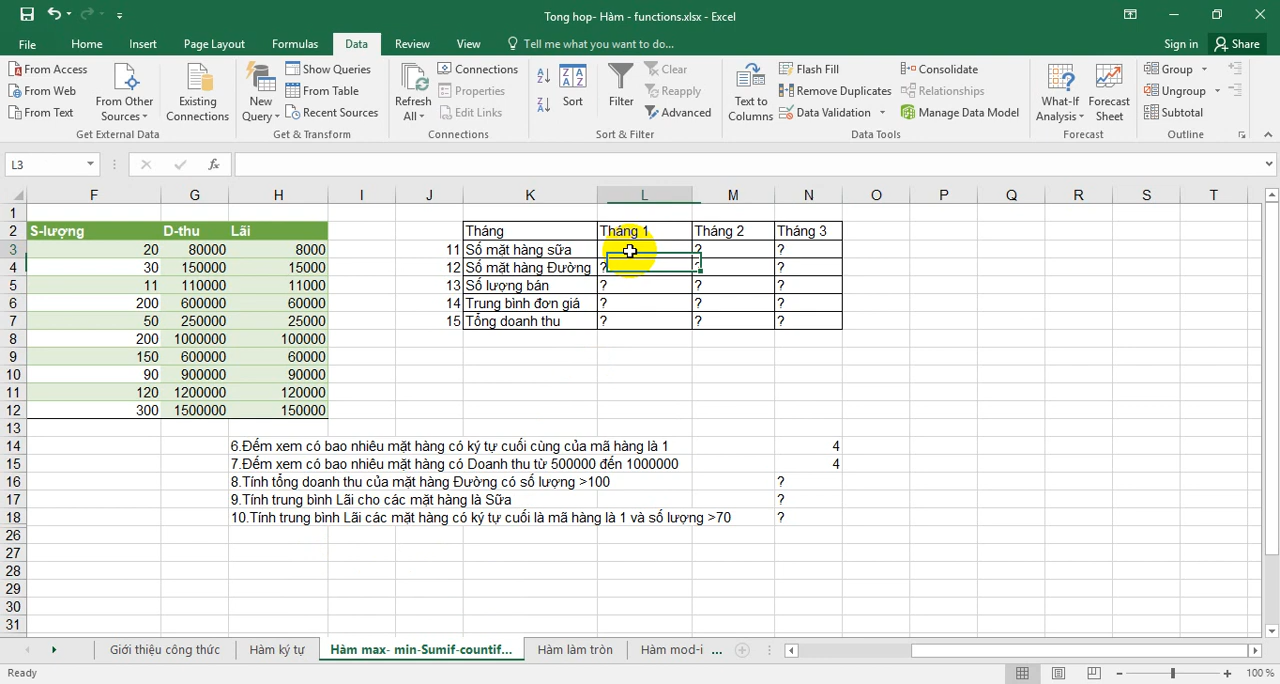 Tong hop- Hàm - functions.xlsx - Excel
File Home Insert Page Layout Formulas Data Review View Tell me what you want to do... Sign in Share
From Access
From Web
From Text
From Other Sources
Existing Connections
Get External Data
New Query
Show Queries
From Table
Recent Sources
Get & Transform
Refresh All
Connections
Properties
Edit Links
Connections
Sort
Filter
Clear
Reapply
Advanced
Sort & Filter
Text to Columns
Flash Fill
Remove Duplicates
Data Validation
Consolidate
Relationships
Manage Data Model
Data Tools
What-If Analysis
Forecast Sheet
Forecast
Group
Ungroup
Subtotal
Outline
L3 fx
F G H I J K L M N O P Q R S T
1
2 S-lượng D-thu Lãi Tháng Tháng 1 Tháng 2 Tháng 3
3 20 80000 8000 11 Số mặt hàng sữa ? ?
4 30 150000 15000 12 Số mặt hàng Đường ? ? ?
5 11 110000 11000 13 Số lượng bán ? ? ?
6 200 600000 60000 14 Trung bình đơn giá ? ? ?
7 50 250000 25000 15 Tổng doanh thu ? ? ?
8 200 1000000 100000
9 150 600000 60000
10 90 900000 90000
11 120 1200000 120000
12 300 1500000 150000
13
14 6.Đếm xem có bao nhiêu mặt hàng có ký tự cuối cùng của mã hàng là 1 4
15 7.Đếm xem có bao nhiêu mặt hàng có Doanh thu từ 500000 đến 1000000 4
16 8.Tính tổng doanh thu của mặt hàng Đường có số lượng >100 ?
17 9.Tính trung bình Lãi cho các mặt hàng là Sữa ?
18 10.Tính trung bình Lãi các mặt hàng có ký tự cuối là mã hàng là 1 và số lượng >70 ?
26
27
28
29
30
31
Giới thiệu công thức Hàm ký tự Hàm max- min-Sumif-countif... Hàm làm tròn Hàm mod-i ...
Ready 100 %